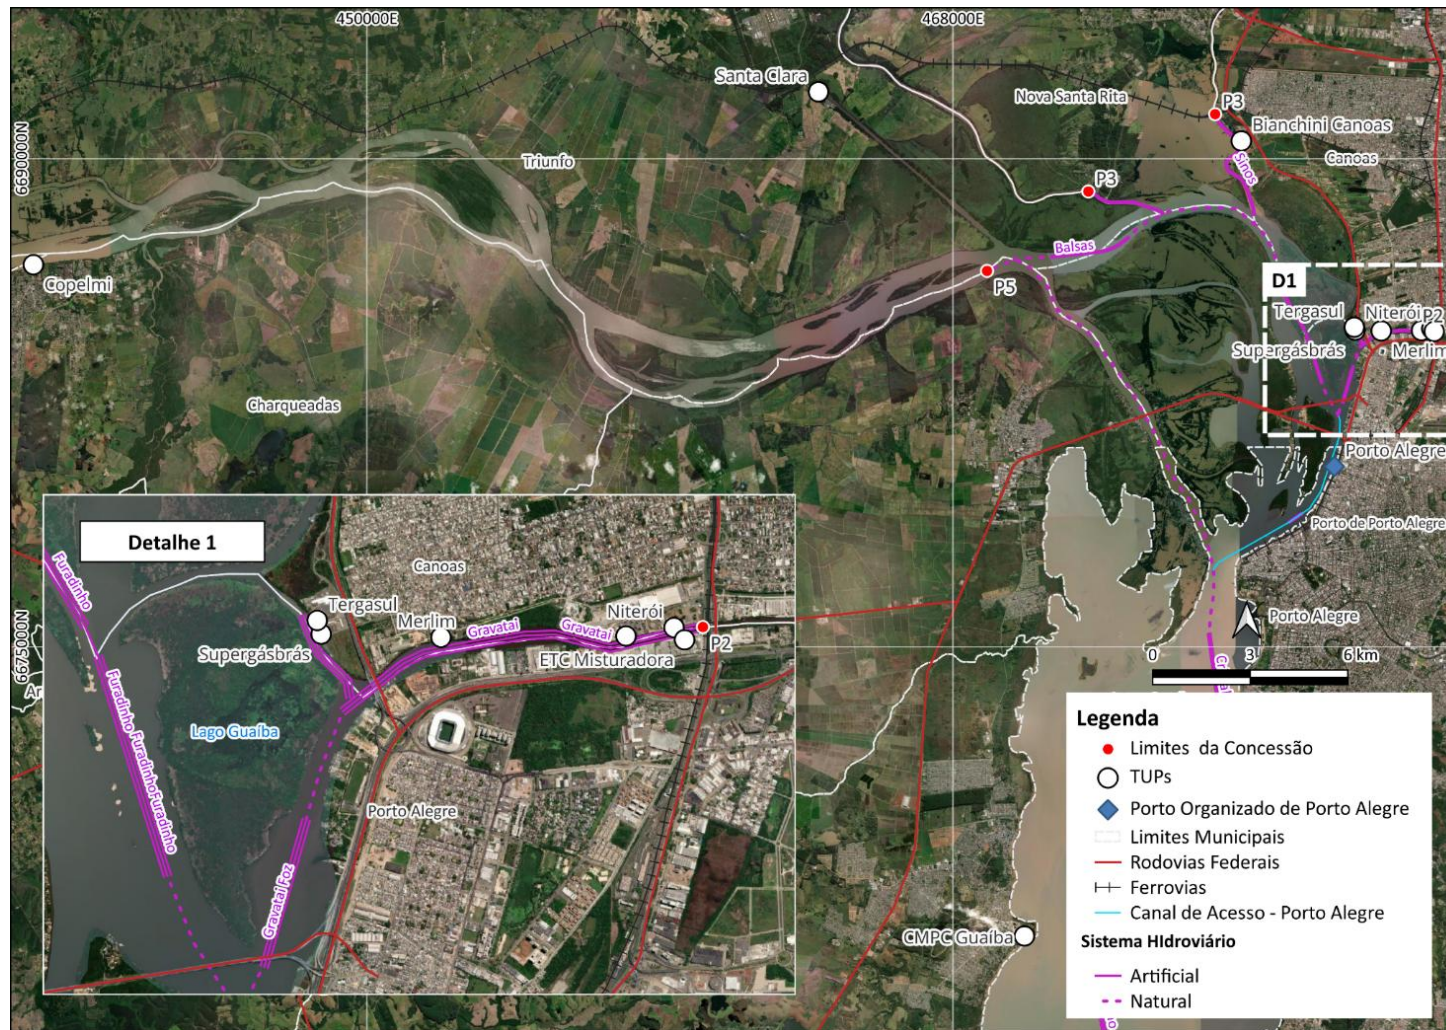 450000E
468000E
Santa Clara
Nova Santa Rita
P3
Bianchini Canoas
6690000N
Triunfo
Canoas
Sinos
P3
Balsas
Copelmi
P5
D1
Tergasul
Niterói
P2
Supergásbrás
Merlim
Charqueadas
Porto Alegre
Porto de Porto Alegre
Detalhe 1
Furadinho
Canoas
Tergasul
Merlim
Niterói
Gravataí
Gravataí
Supergásbrás
ETC Misturadora
P2
6675000N
Ar
Furadinho
Furadinho
Furadinho
Lago Guaíba
Porto Alegre
Gravataí Foz
Porto Alegre
0 3 6 km
CMPC Guaíba
Legenda
Limites da Concessão
TUPs
Porto Organizado de Porto Alegre
Limites Municipais
Rodovias Federais
Ferrovias
Canal de Acesso - Porto Alegre
Sistema HIdroviário
Artificial
Natural